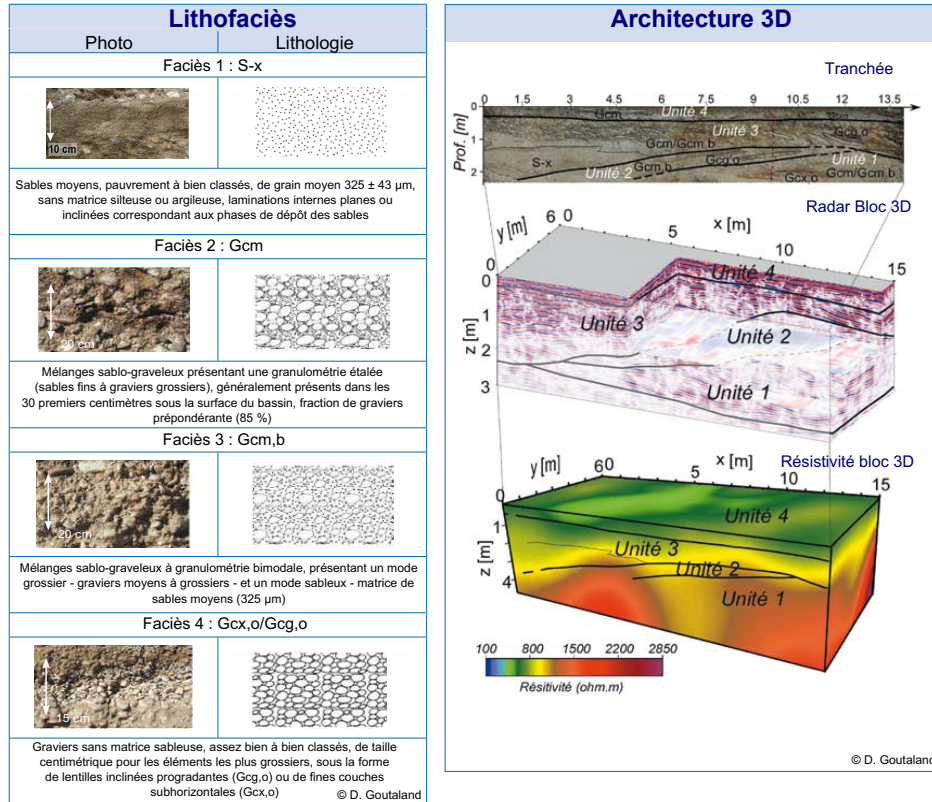 Lithofaciès
Photo Lithologie
Faciès 1 : S-x
10 cm
Sables moyens, pauvrement à bien classés, de grain moyen 325 ± 43 µm,
sans matrice silteuse ou argileuse, laminations internes planes ou
inclinées correspondant aux phases de dépôt des sables
Faciès 2 : Gcm
20 cm
Mélanges sablo-graveleux présentant une granulométrie étalée
(sables fins à graviers grossiers), généralement présents dans les
30 premiers centimètres sous la surface du bassin, fraction de graviers
prépondérante (85 %)
Faciès 3 : Gcm,b
20 cm
Mélanges sablo-graveleux à granulométrie bimodale, présentant un mode
grossier - graviers moyens à grossiers - et un mode sableux - matrice de
sables moyens (325 µm)
Faciès 4 : Gcx,o/Gcg,o
15 cm
Graviers sans matrice sableuse, assez bien à bien classés, de taille
centimétrique pour les éléments les plus grossiers, sous la forme
de lentilles inclinées progradantes (Gcg,o) ou de fines couches
subhorizontales (Gcx,o)
© D. Goutaland
Architecture 3D
Tranchée
0 1.5 3 4.5 6 7.5 9 10.5 12 13.5
Prof. [m]
0
1
2
Gcm Unité 4 Gcm
Unité 3 Gcg,o
Gcm/Gcm,b
S-x Unité 2 Gcm,b Gcg,o Unité 1
Gcx,o Gcm/Gcm,b
Radar Bloc 3D
y [m] 6 0 5 x [m] 10 15
z [m]
0
0
1
2
3
Unité 4
Unité 3
Unité 2
Unité 1
Résistivité bloc 3D
y [m] 6 0 5 x [m] 10 15
z [m]
0
1
4
Unité 4
Unité 3
Unité 2
Unité 1
100 800 1500 2200 2850
Résitivité (ohm.m)
© D. Goutaland